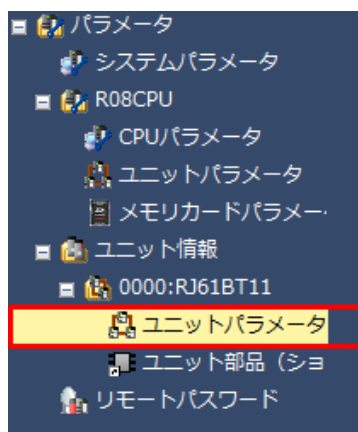 パラメータ
システムパラメータ
R08CPU
CPUパラメータ
ユニットパラメータ
メモリカードパラメー
ユニット情報
0000:RJ61BT11
ユニットパラメータ
ユニット部品（ショ
リモートパスワード